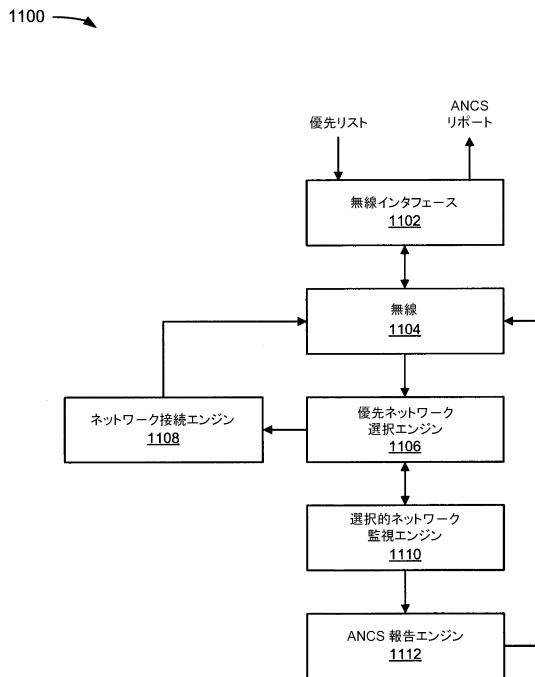 1100
優先リスト
ANCS
リポート
無線インタフェース
1102
無線
1104
ネットワーク接続エンジン
1108
優先ネットワーク
選択エンジン
1106
選択的ネットワーク
監視エンジン
1110
ANCS 報告エンジン
1112